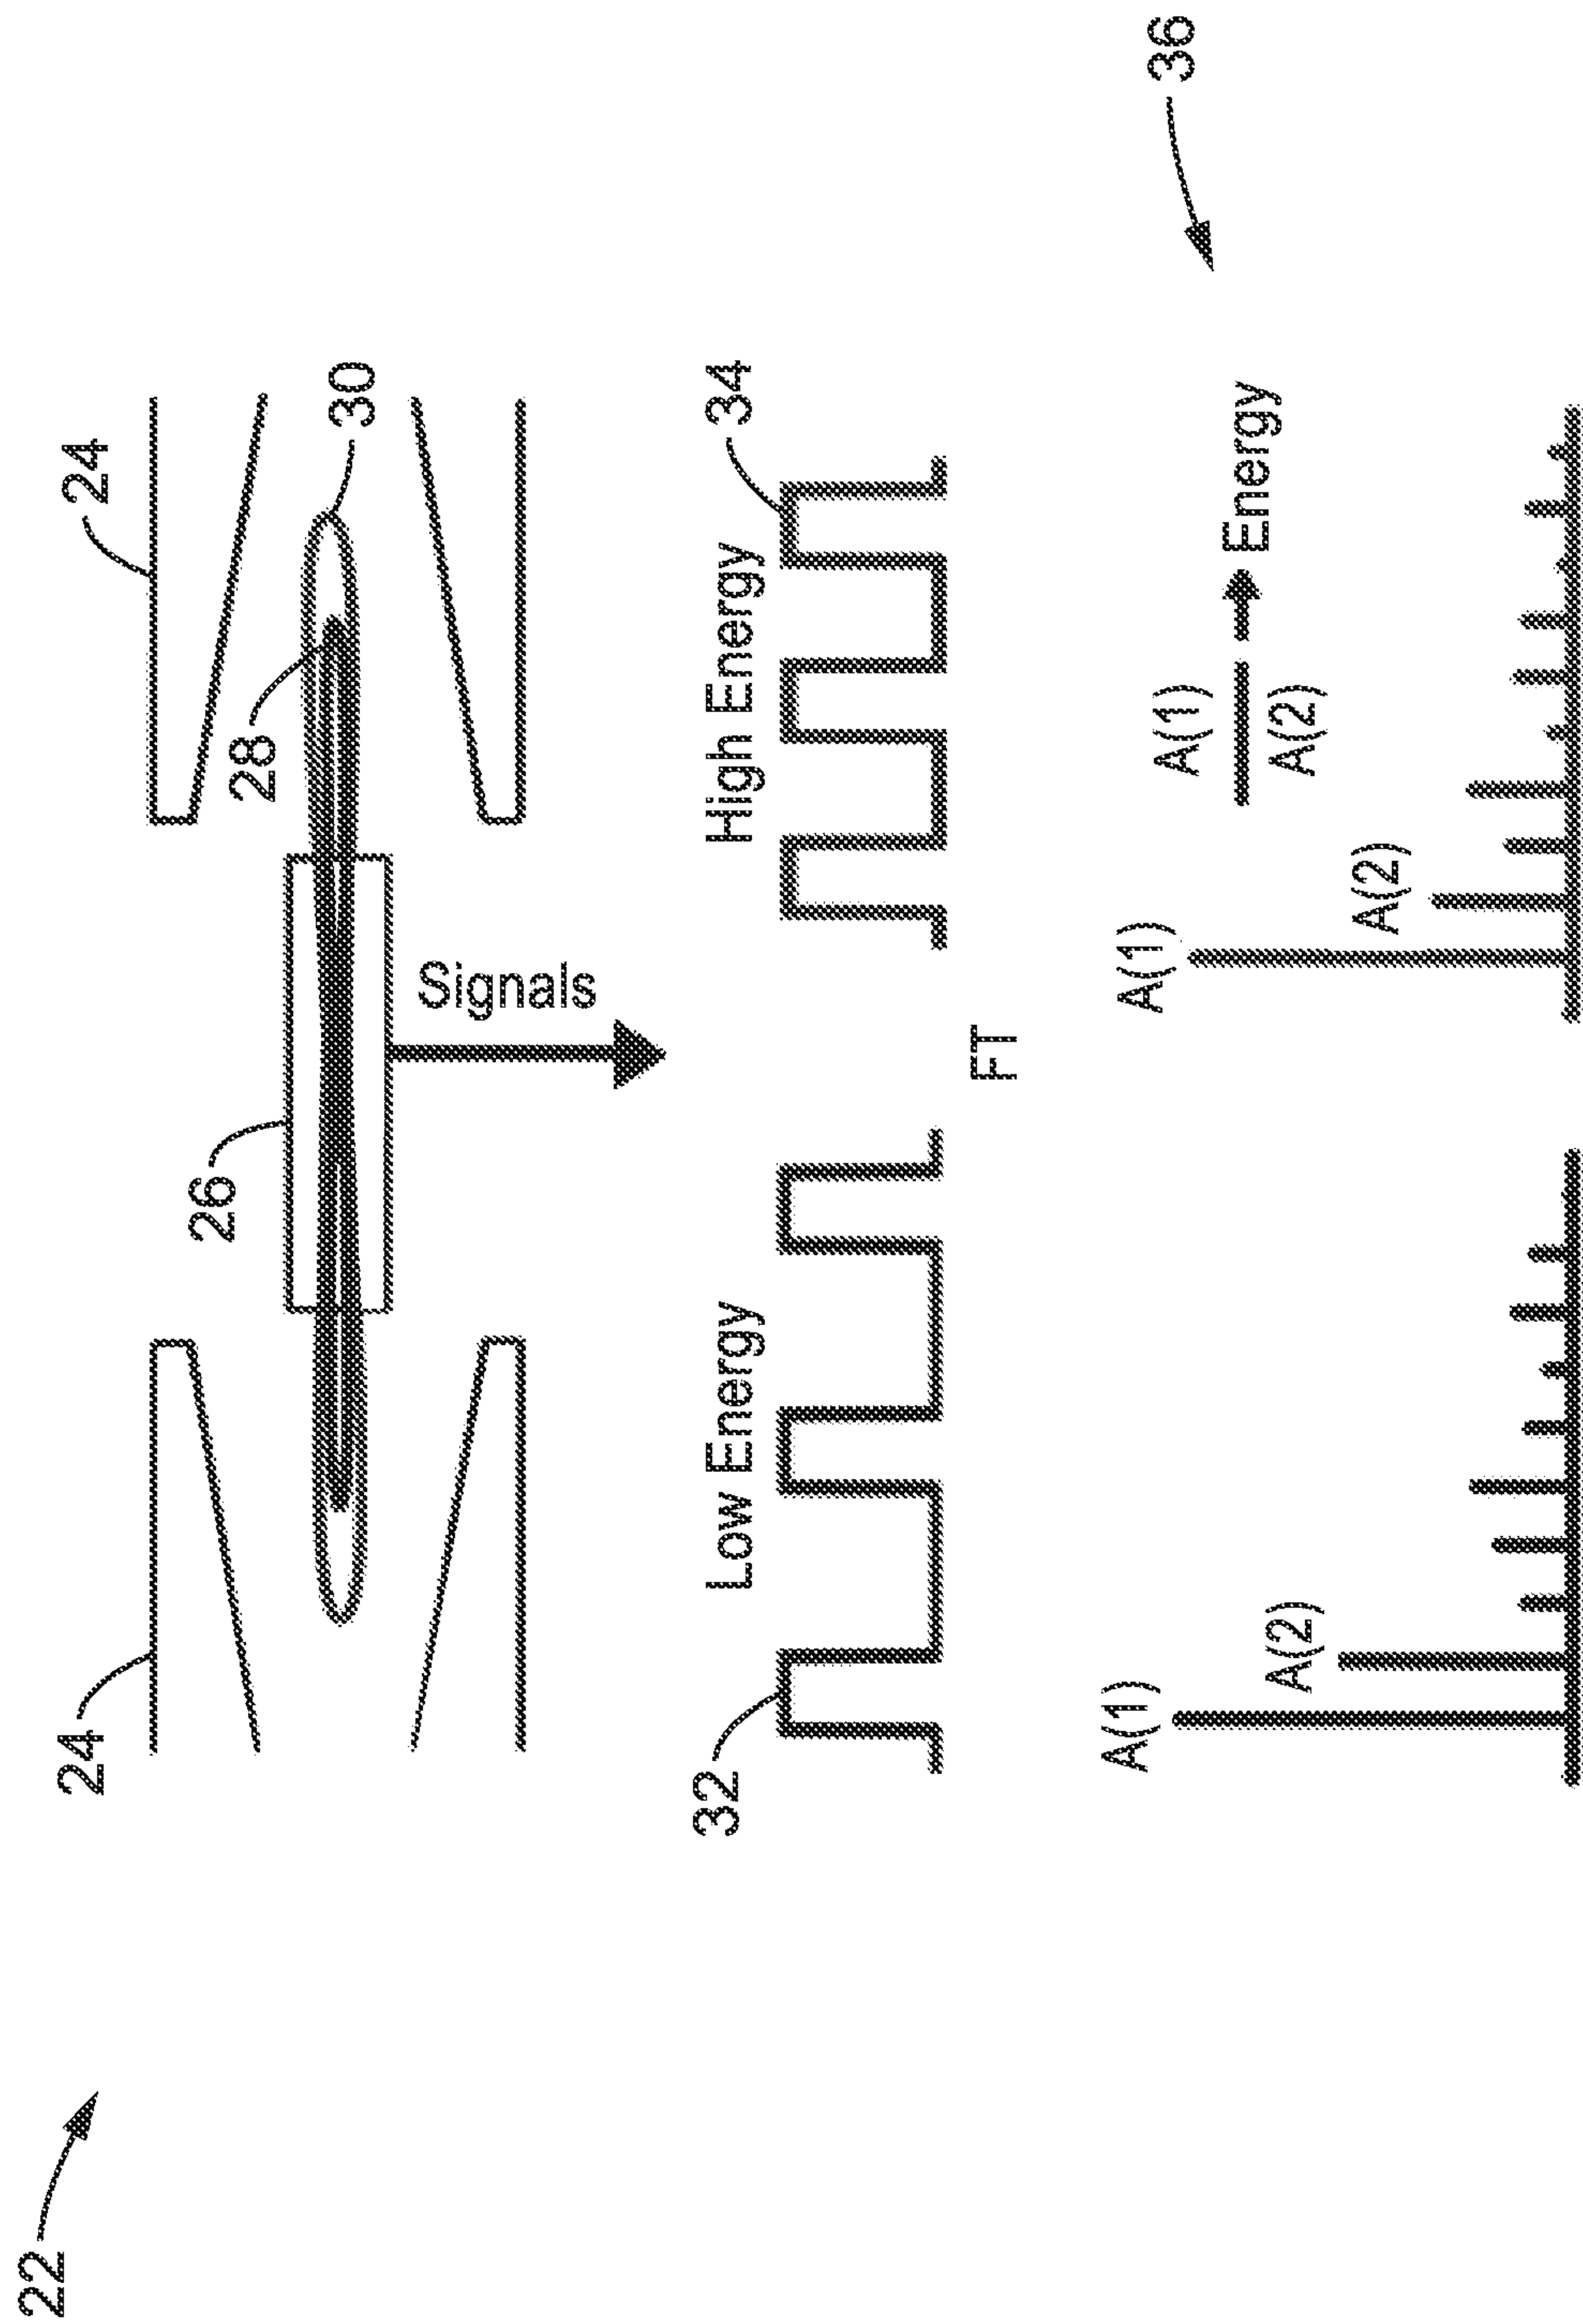 22
24
24
26
28
30
Signals
Low Energy
High Energy
32
34
FT
36
A(1)
A(2)
A(1)
A(2)
A(1)
A(2)
Energy